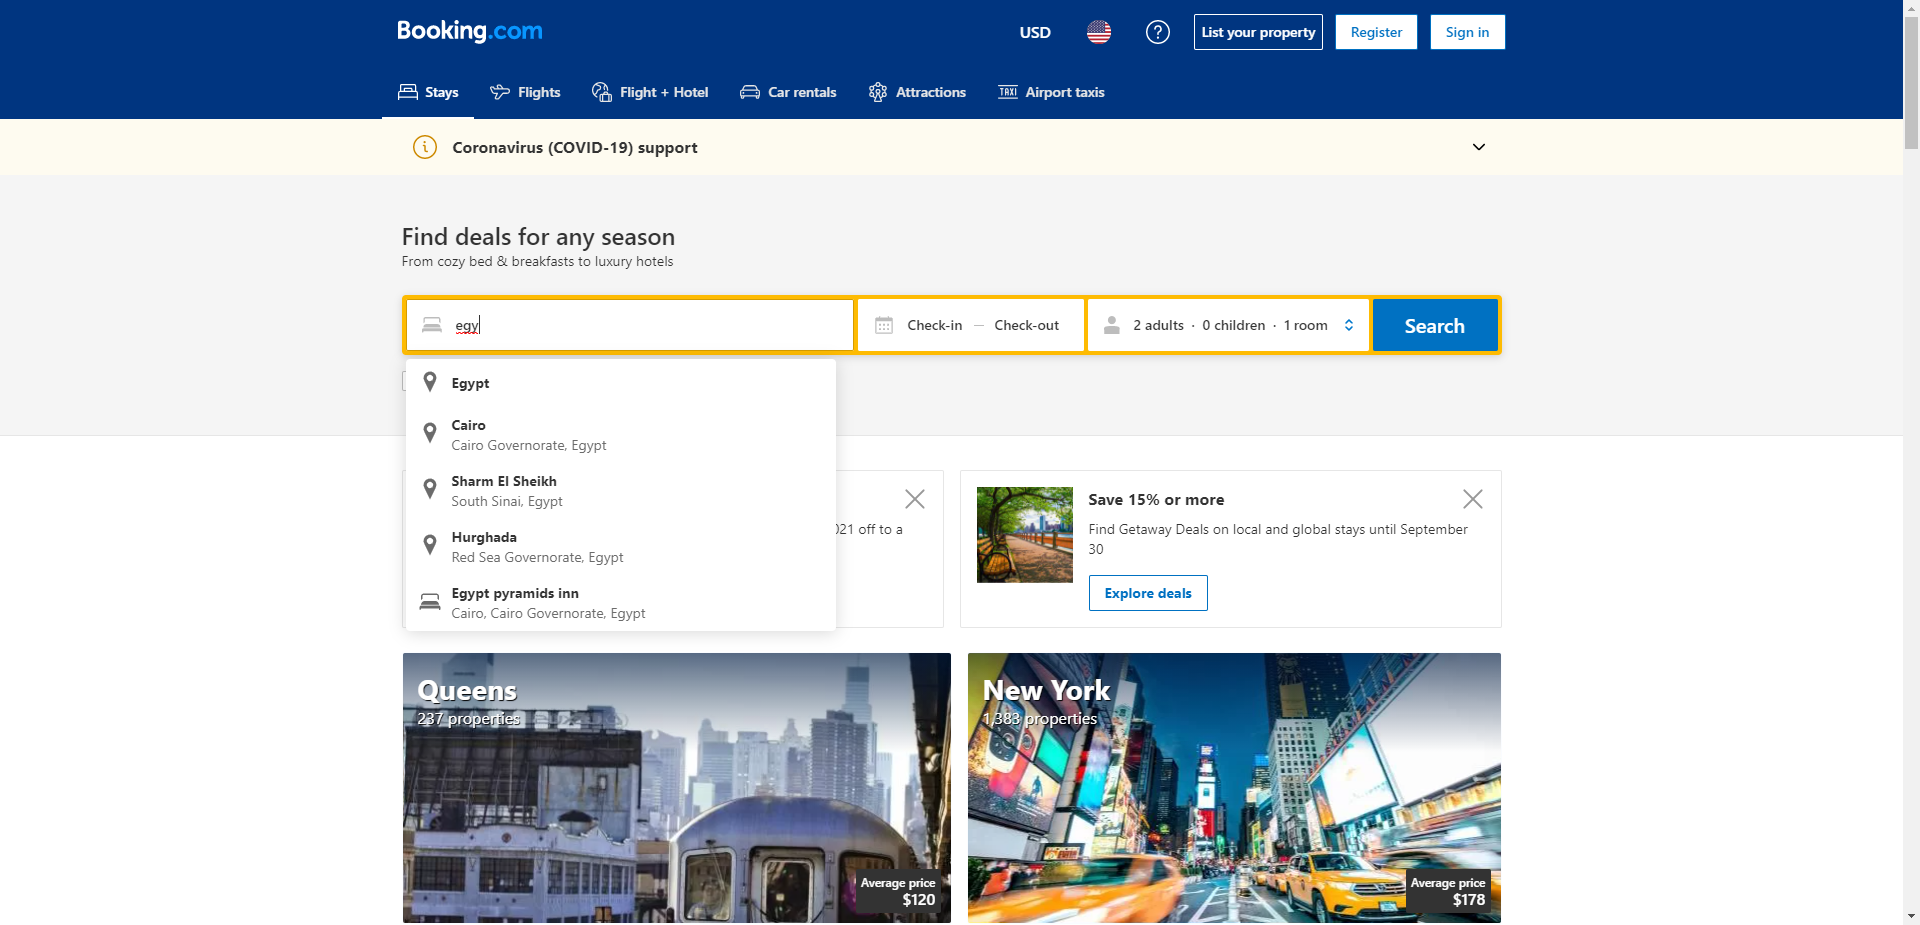 Booking.com
USD
List your property
Register
Sign in
Stays
Flights
Flight + Hotel
Car rentals
Attractions
TAXI
Airport taxis
Coronavirus (COVID-19) support
Find deals for any season
From cozy bed & breakfasts to luxury hotels
egy
Check-in — Check-out
2 adults · 0 children · 1 room
Search
Egypt
Cairo
Cairo Governorate, Egypt
Sharm El Sheikh
South Sinai, Egypt
Hurghada
Red Sea Governorate, Egypt
Egypt pyramids inn
Cairo, Cairo Governorate, Egypt
021 off to a
Save 15% or more
Find Getaway Deals on local and global stays until September
30
Explore deals
Queens
237 properties
Average price
$120
New York
1,383 properties
Average price
$178